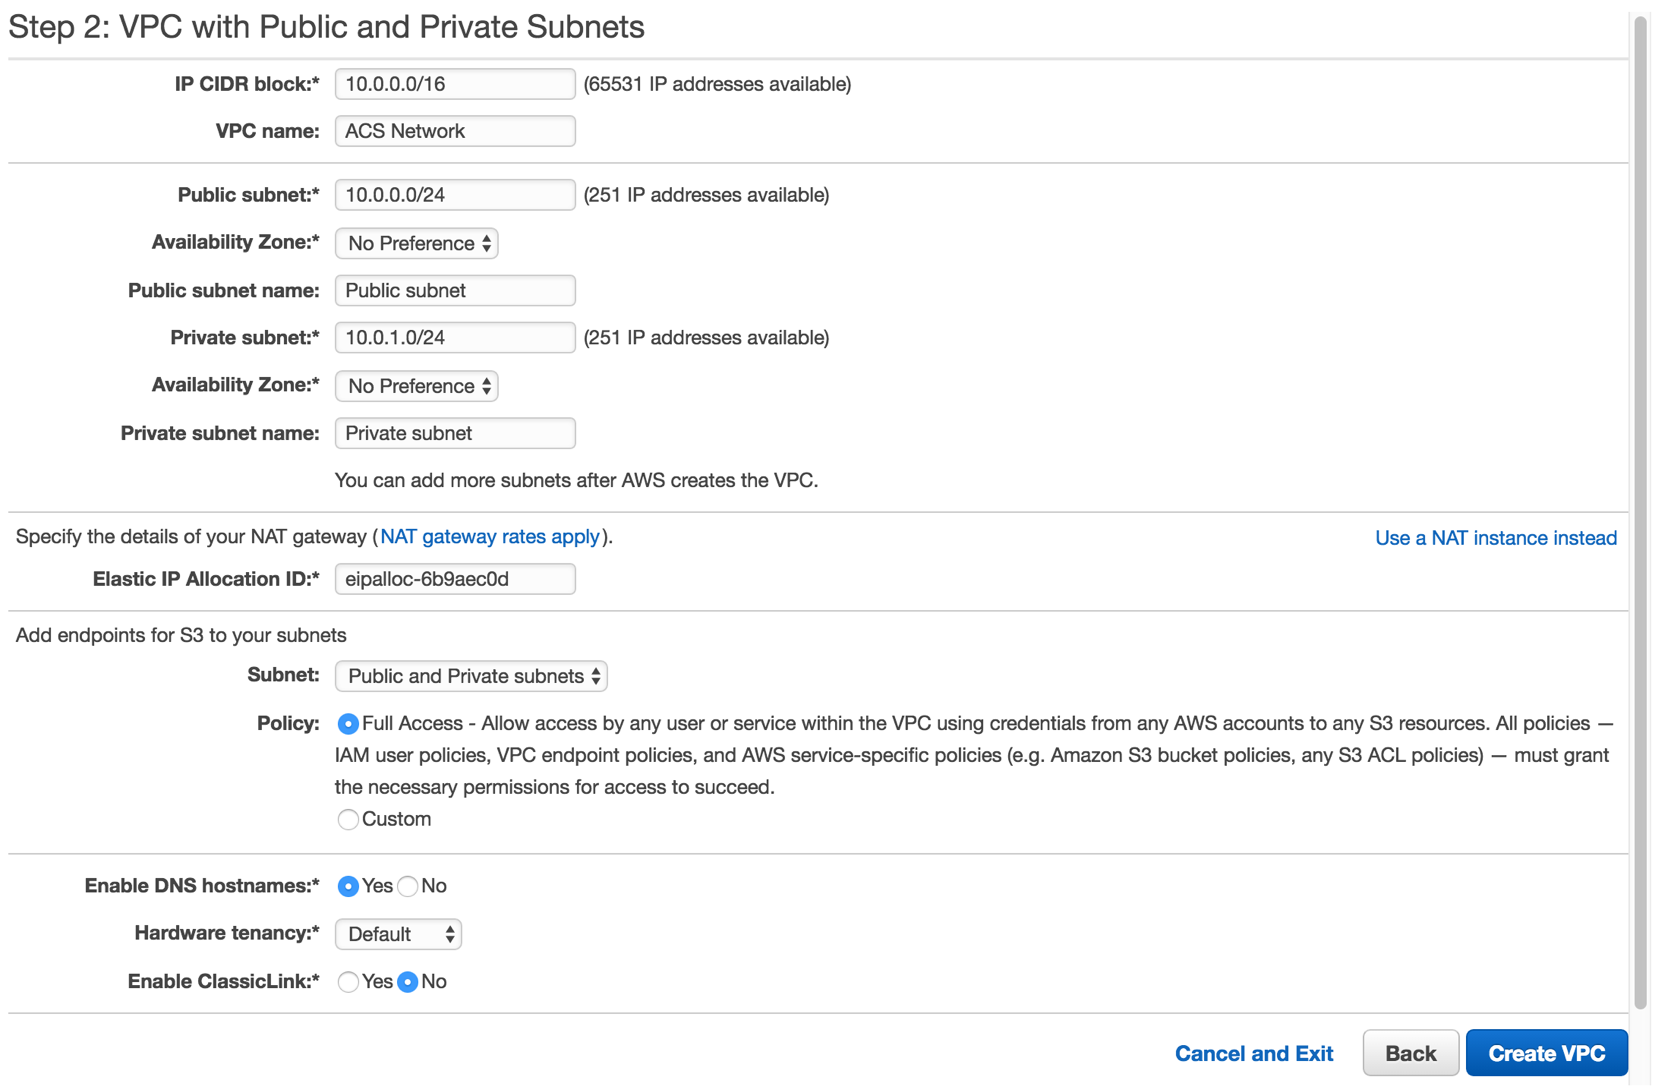 Step 2: VPC with Public and Private Subnets
IP CIDR block:* 10.0.0.0/16 (65531 IP addresses available)
VPC name: ACS Network
Public subnet:* 10.0.0.0/24 (251 IP addresses available)
Availability Zone:* No Preference
Public subnet name: Public subnet
Private subnet:* 10.0.1.0/24 (251 IP addresses available)
Availability Zone:* No Preference
Private subnet name: Private subnet
You can add more subnets after AWS creates the VPC.
Specify the details of your NAT gateway (NAT gateway rates apply). Use a NAT instance instead
Elastic IP Allocation ID:* eipalloc-6b9aec0d
Add endpoints for S3 to your subnets
Subnet: Public and Private subnets
Policy: Full Access - Allow access by any user or service within the VPC using credentials from any AWS accounts to any S3 resources. All policies —
IAM user policies, VPC endpoint policies, and AWS service-specific policies (e.g. Amazon S3 bucket policies, any S3 ACL policies) — must grant
the necessary permissions for access to succeed.
Custom
Enable DNS hostnames:* Yes No
Hardware tenancy:* Default
Enable ClassicLink:* Yes No
Cancel and Exit Back Create VPC